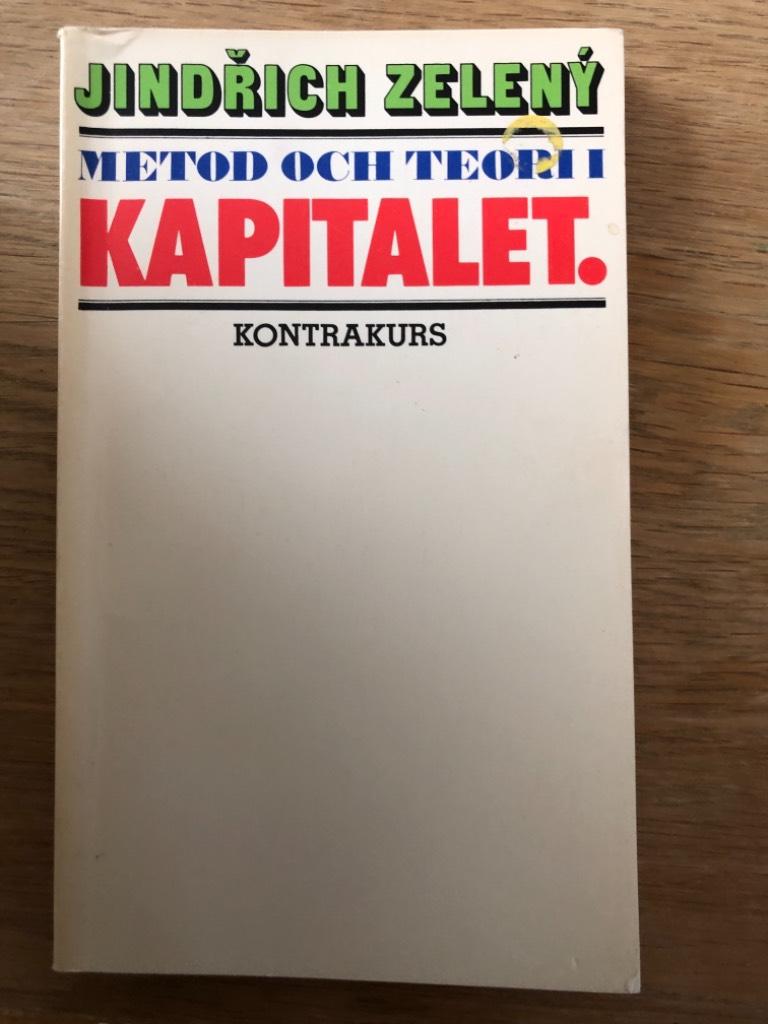 JINDŘICH ZELENÝ
METOD OCH TEORI I
KAPITALET.
KONTRAKURS